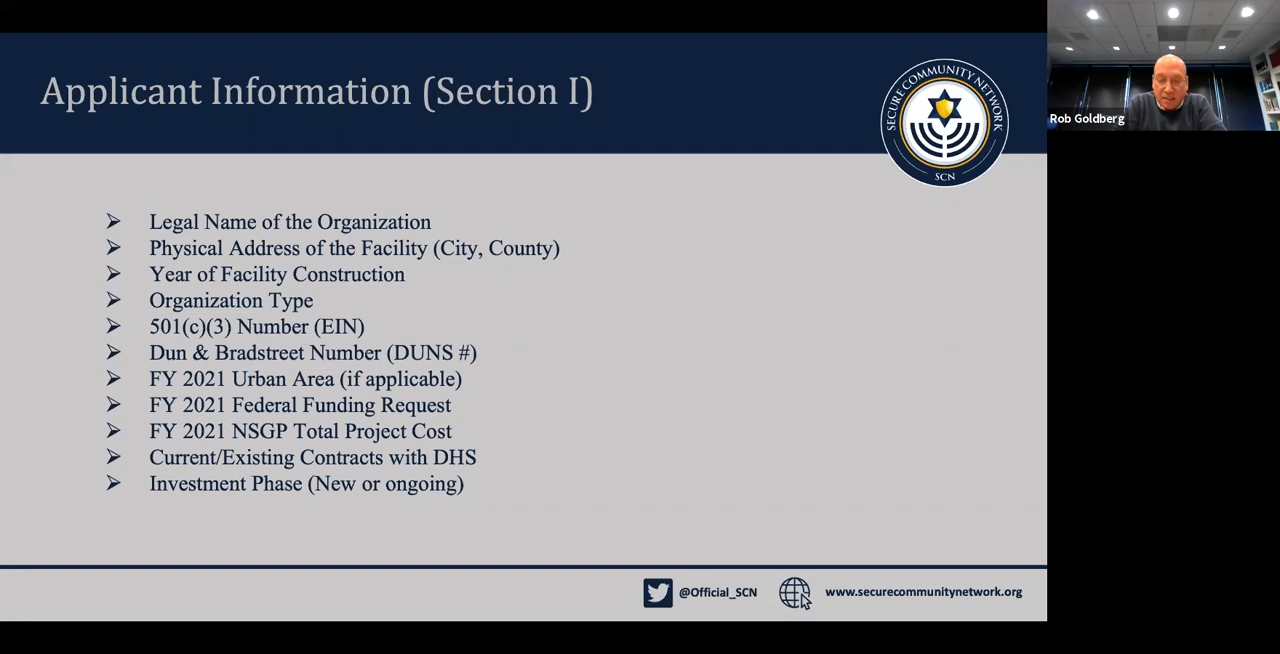 Applicant Information (Section I)
SECURE COMMUNITY NETWORK
SCN
Rob Goldberg
➢ Legal Name of the Organization
➢ Physical Address of the Facility (City, County)
➢ Year of Facility Construction
➢ Organization Type
➢ 501(c)(3) Number (EIN)
➢ Dun & Bradstreet Number (DUNS #)
➢ FY 2021 Urban Area (if applicable)
➢ FY 2021 Federal Funding Request
➢ FY 2021 NSGP Total Project Cost
➢ Current/Existing Contracts with DHS
➢ Investment Phase (New or ongoing)
@Official_SCN
www.securecommunitynetwork.org